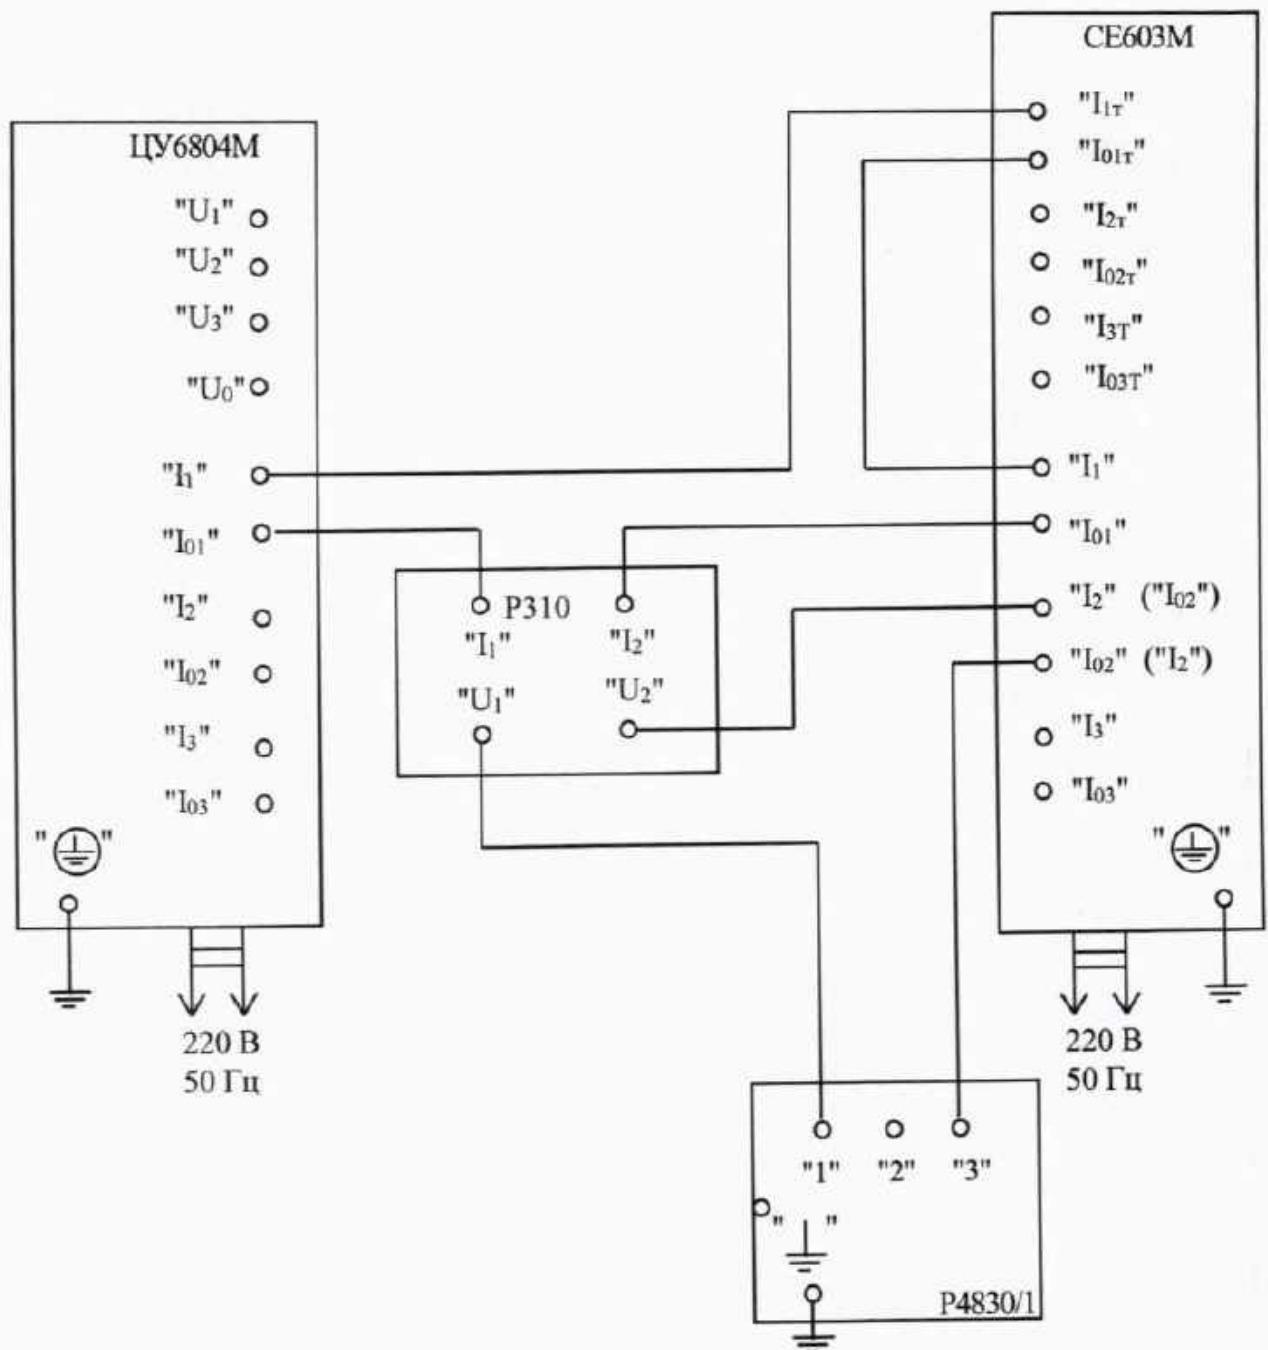 СЕ603М
"I1т"
"I01т"
"I2т"
"I02т"
"I3Т"
"I03Т"
"I1"
"I01"
"I2" ("I02")
"I02" ("I2")
"I3"
"I03"
" "
220 В
50 Гц
ЦУ6804М
"U1"
"U2"
"U3"
"U0"
"I1"
"I01"
"I2"
"I02"
"I3"
"I03"
" "
220 В
50 Гц
Р310
"I1" "I2"
"U1" "U2"
"1" "2" "3"
" "
Р4830/1